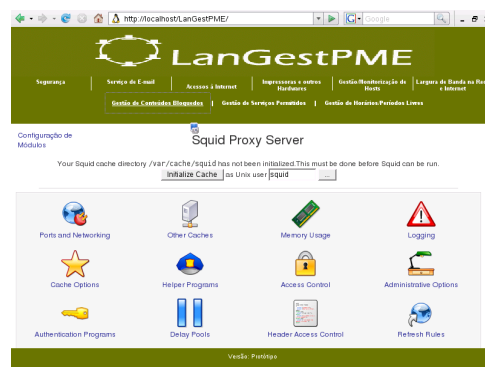 http://localhost/LanGestPME/
Google
LanGestPME
Segurança
Serviço de E-mail
Acessos à Internet
Impressoras e outros Hardwares
Gestão/Monitorização de Hosts
Largura de Banda na Re
e Internet
Gestão de Conteúdos Bloqueados | Gestão de Serviços Permitidos | Gestão de Horários/Períodos Livres
Configuração de
Módulos
Squid Proxy Server
Your Squid cache directory /var/cache/squid has not been initialized.This must be done before Squid can be run.
Initialize Cache as Unix user squid ...
Ports and Networking
Other Caches
Memory Usage
Logging
Cache Options
Helper Programs
Access Control
Administrative Options
Authentication Programs
Delay Pools
Header Access Control
Refresh Rules
Versão: Protótipo